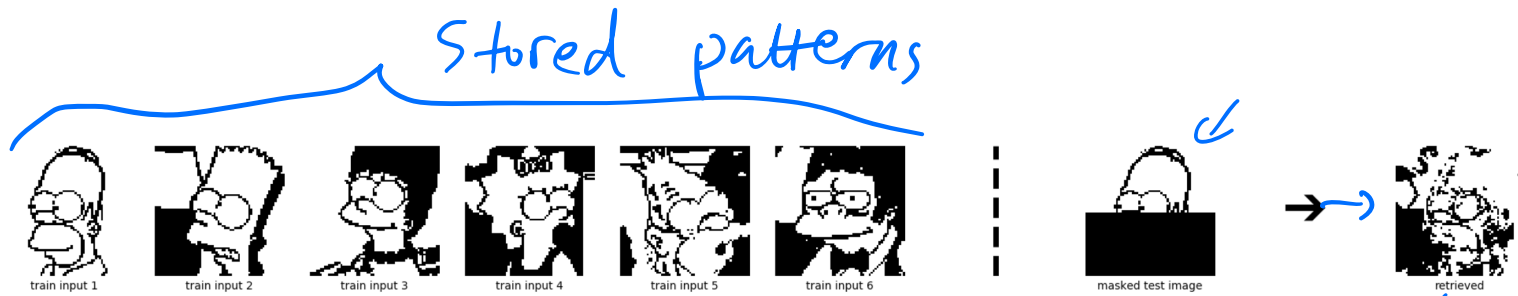 Stored patterns
train input 1
train input 2
train input 3
train input 4
train input 5
train input 6
masked test image
retrieved